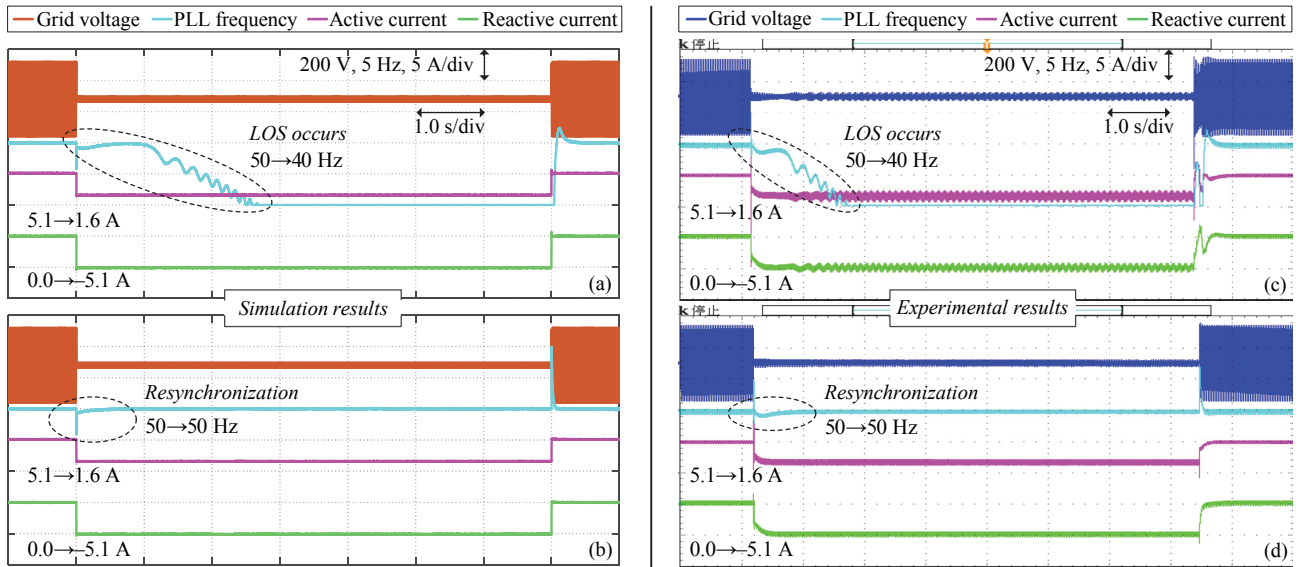 Grid voltage PLL frequency Active current Reactive current
200 V, 5 Hz, 5 A/div
1.0 s/div
LOS occurs
50→40 Hz
5.1→1.6 A
0.0→–5.1 A
(a)
Simulation results
Resynchronization
50→50 Hz
5.1→1.6 A
0.0→–5.1 A
(b)
Grid voltage PLL frequency Active current Reactive current
k 停止
200 V, 5 Hz, 5 A/div
1.0 s/div
LOS occurs
50→40 Hz
5.1→1.6 A
0.0→–5.1 A
(c)
k 停止
Experimental results
Resynchronization
50→50 Hz
5.1→1.6 A
0.0→–5.1 A
(d)